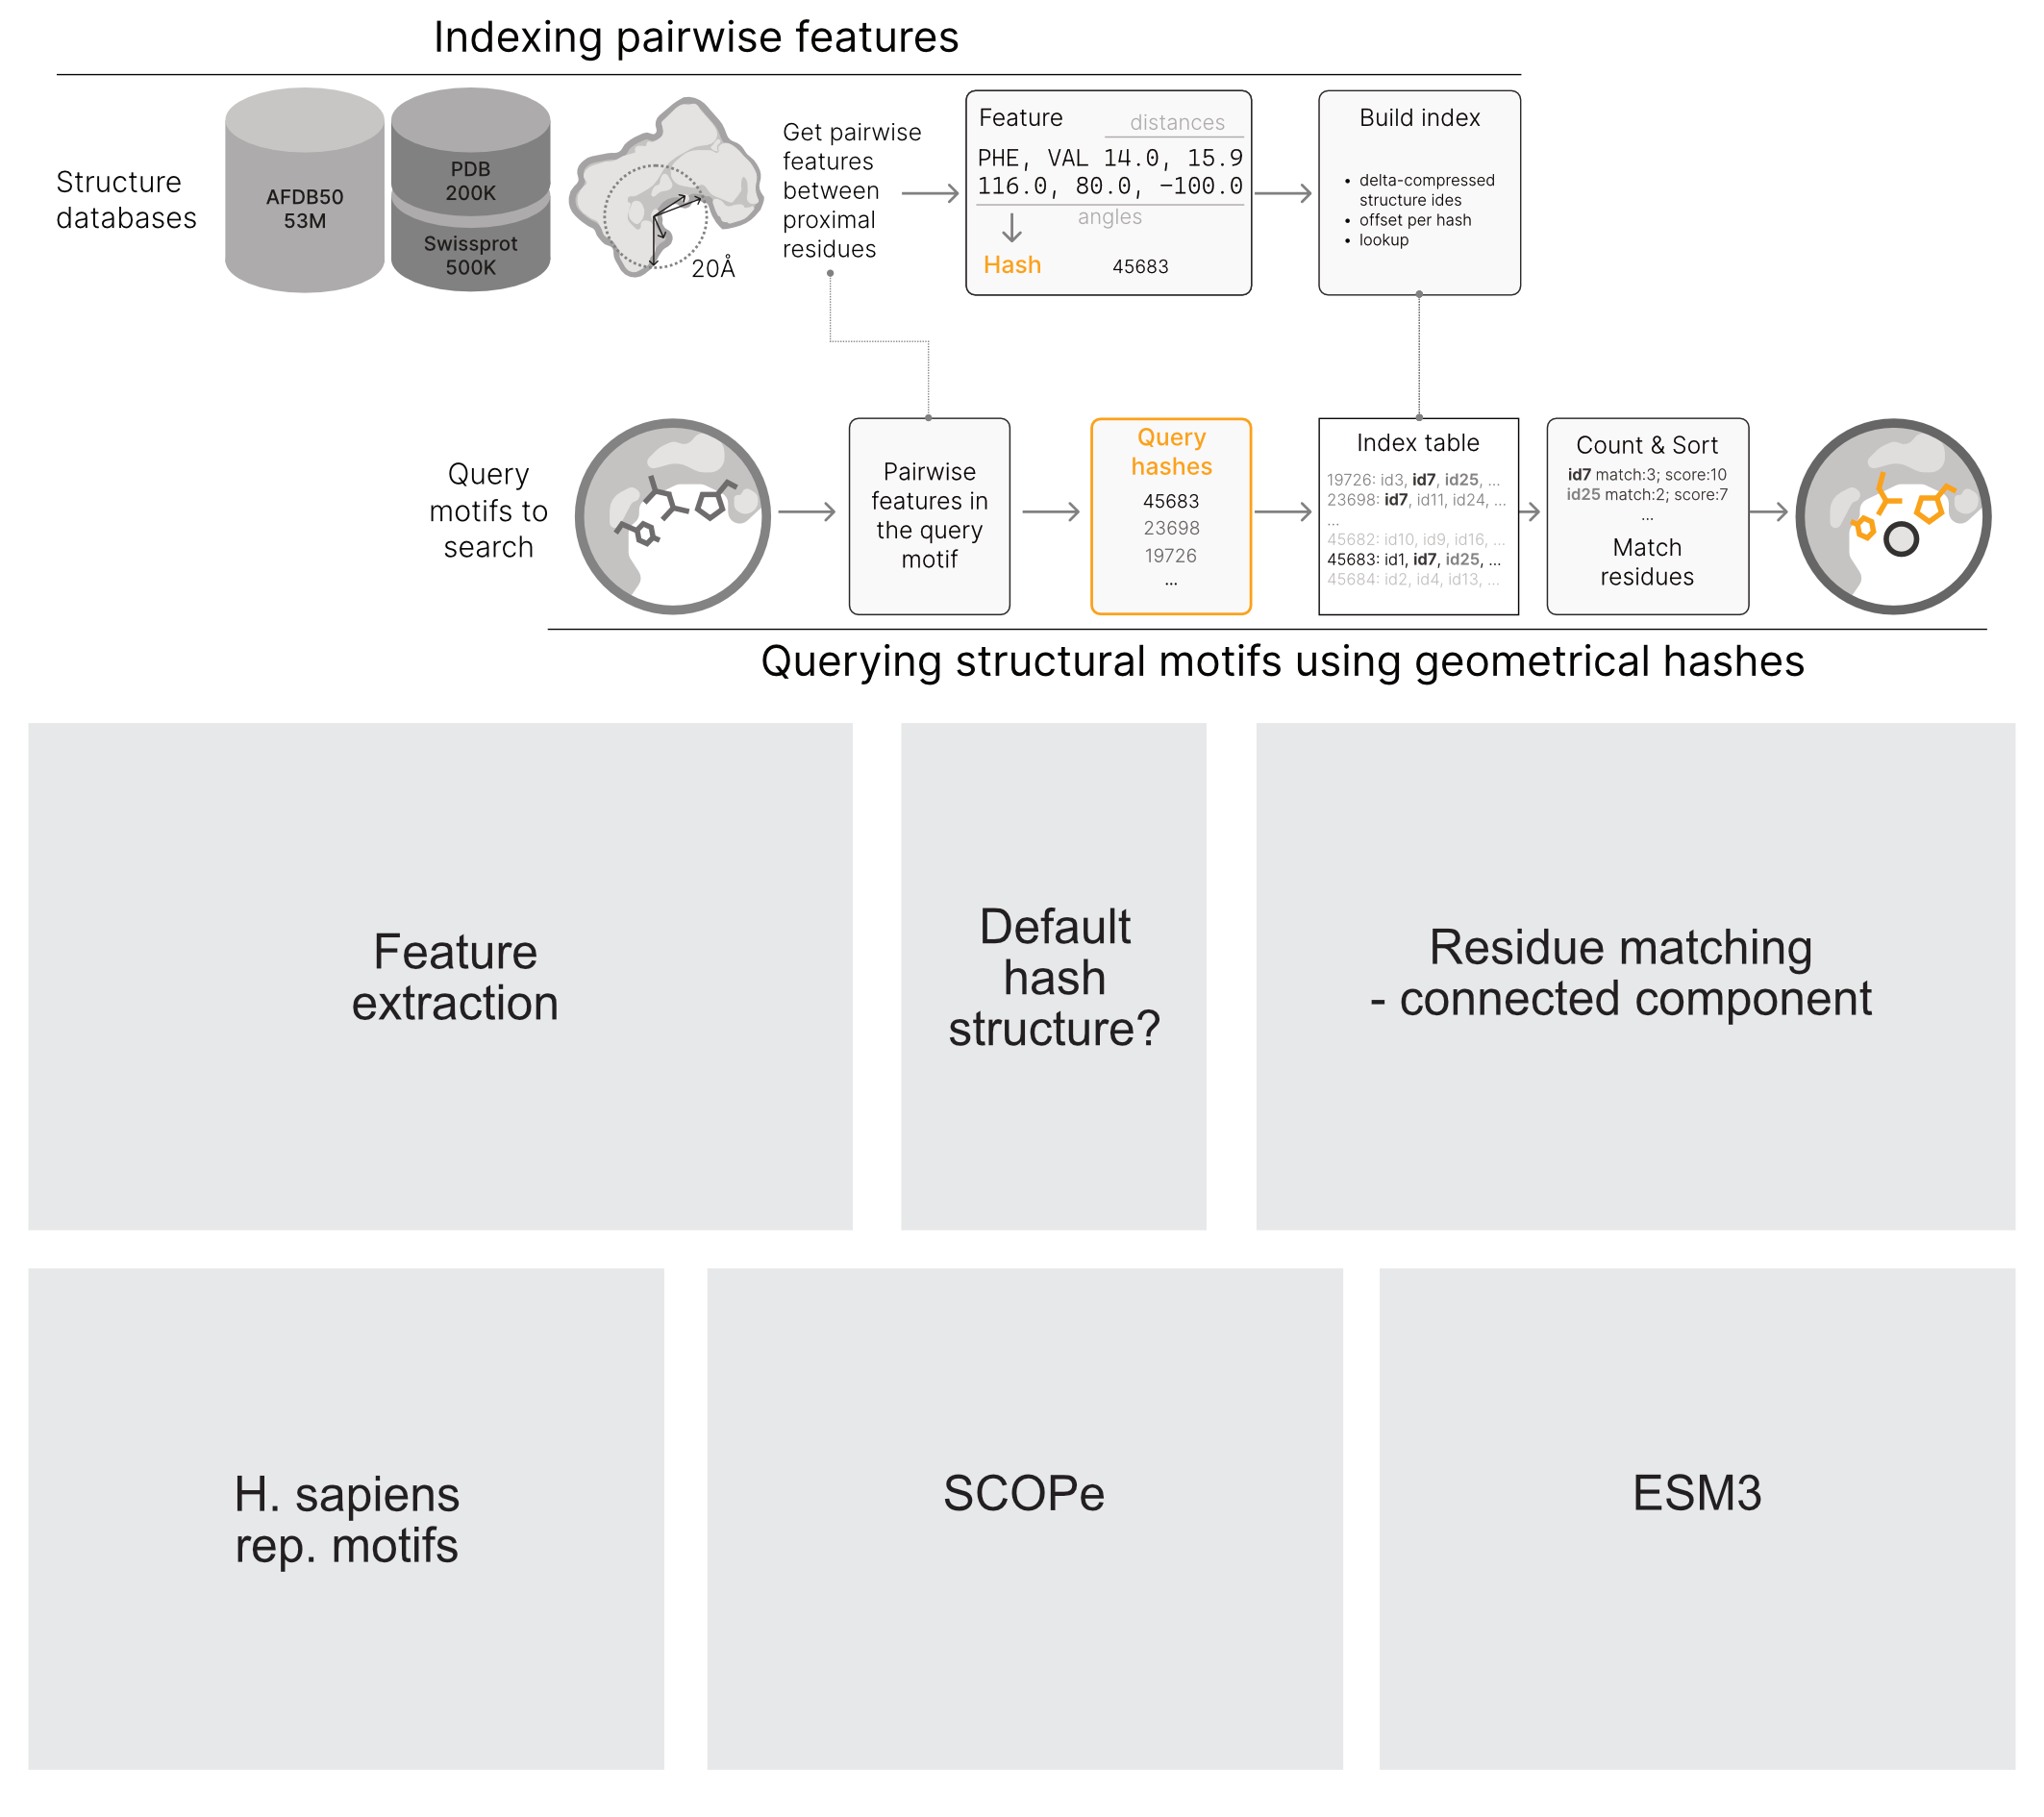 Indexing pairwise features
Structure
databases
AFDB50
53M
PDB
200K
Swissprot
500K
20Å
Get pairwise
features
between
proximal
residues
Feature
distances
PHE, VAL 14.0, 15.9
116.0, 80.0, −100.0
angles
Hash
45683
Build index
• delta-compressed
structure ides
• offset per hash
• lookup
Query
motifs to
search
Pairwise
features in
the query
motif
Query
hashes
45683
23698
19726
...
Index table
19726: id3, id7, id25, ...
23698: id7, id11, id24, ...
...
45682: id10, id9, id16, ...
45683: id1, id7, id25, ...
45684: id2, id4, id13, ...
Count & Sort
id7 match:3; score:10
id25 match:2; score:7
...
Match
residues
Querying structural motifs using geometrical hashes
Feature
extraction
Default
hash
structure?
Residue matching
- connected component
H. sapiens
rep. motifs
SCOPe
ESM3